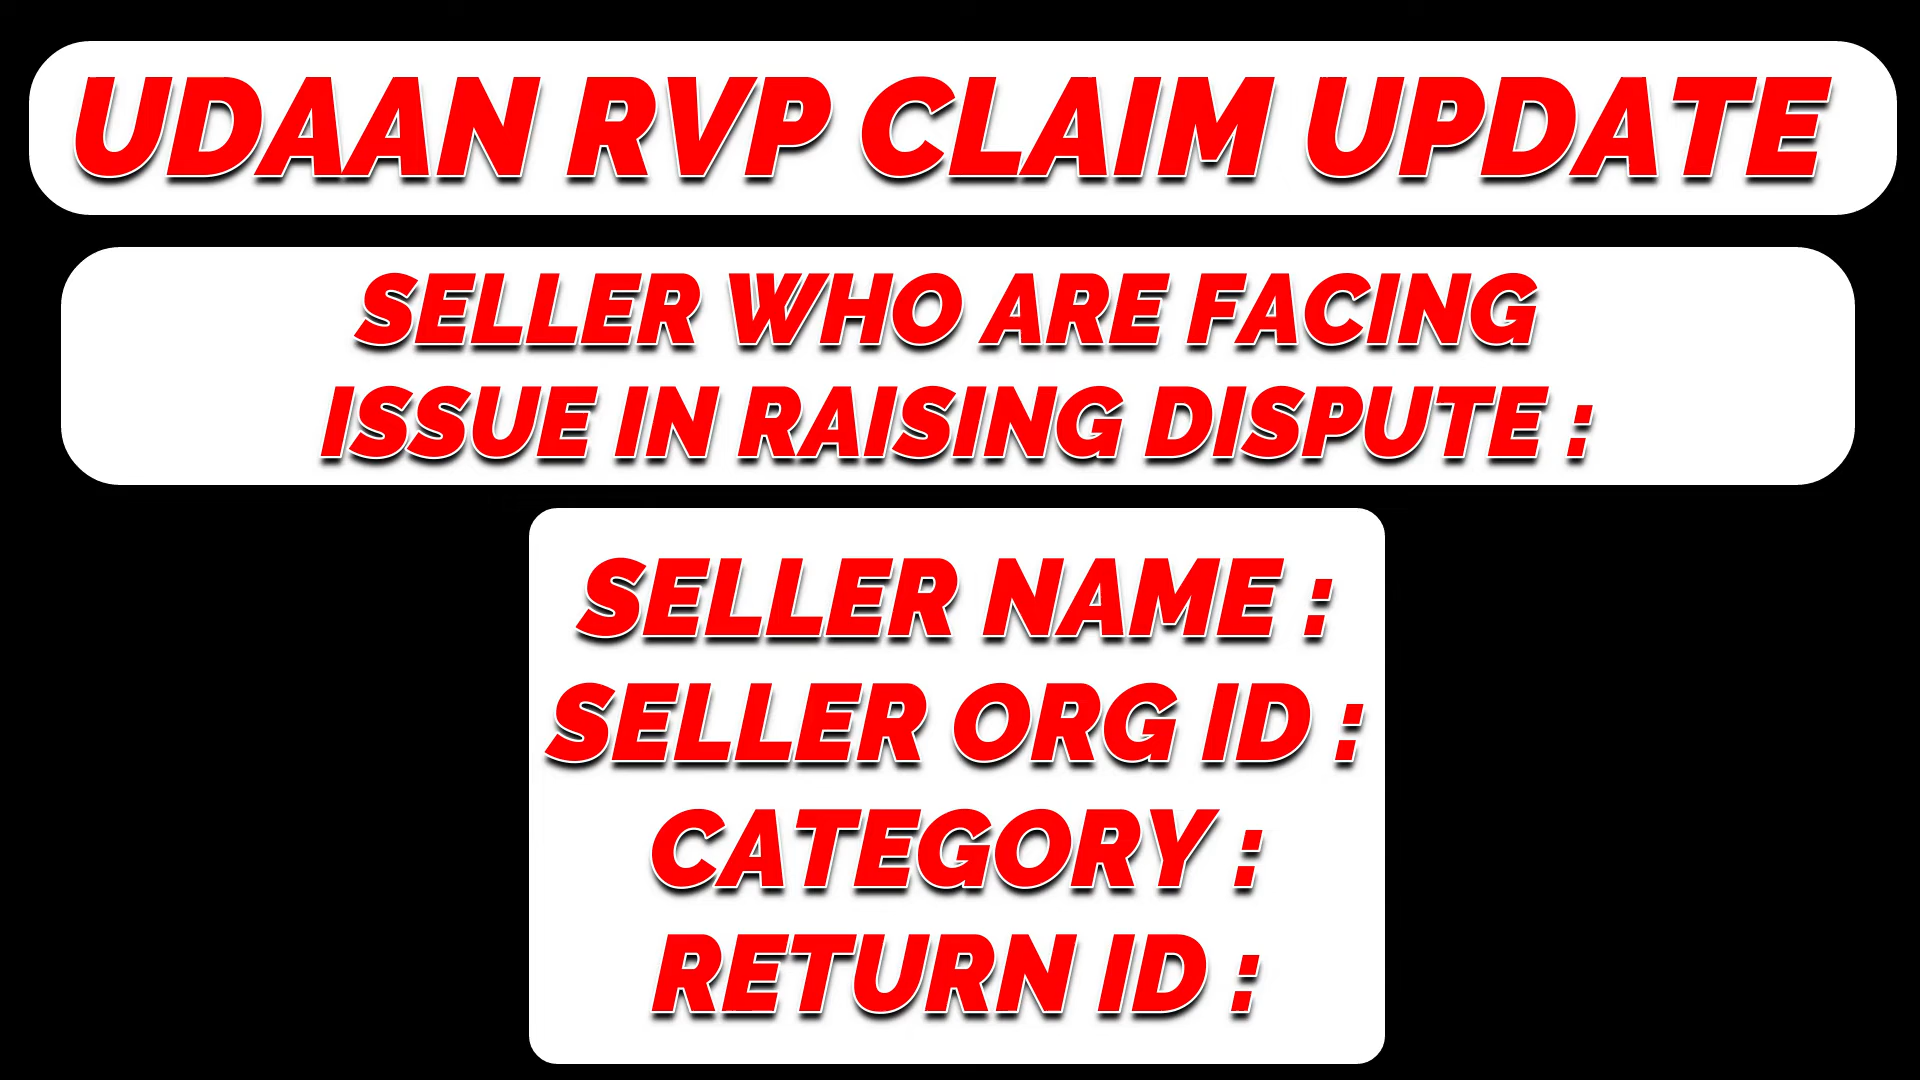 UDAAN RVP CLAIM UPDATE
SELLER WHO ARE FACING
ISSUE IN RAISING DISPUTE :
SELLER NAME :
SELLER ORG ID :
CATEGORY :
RETURN ID :